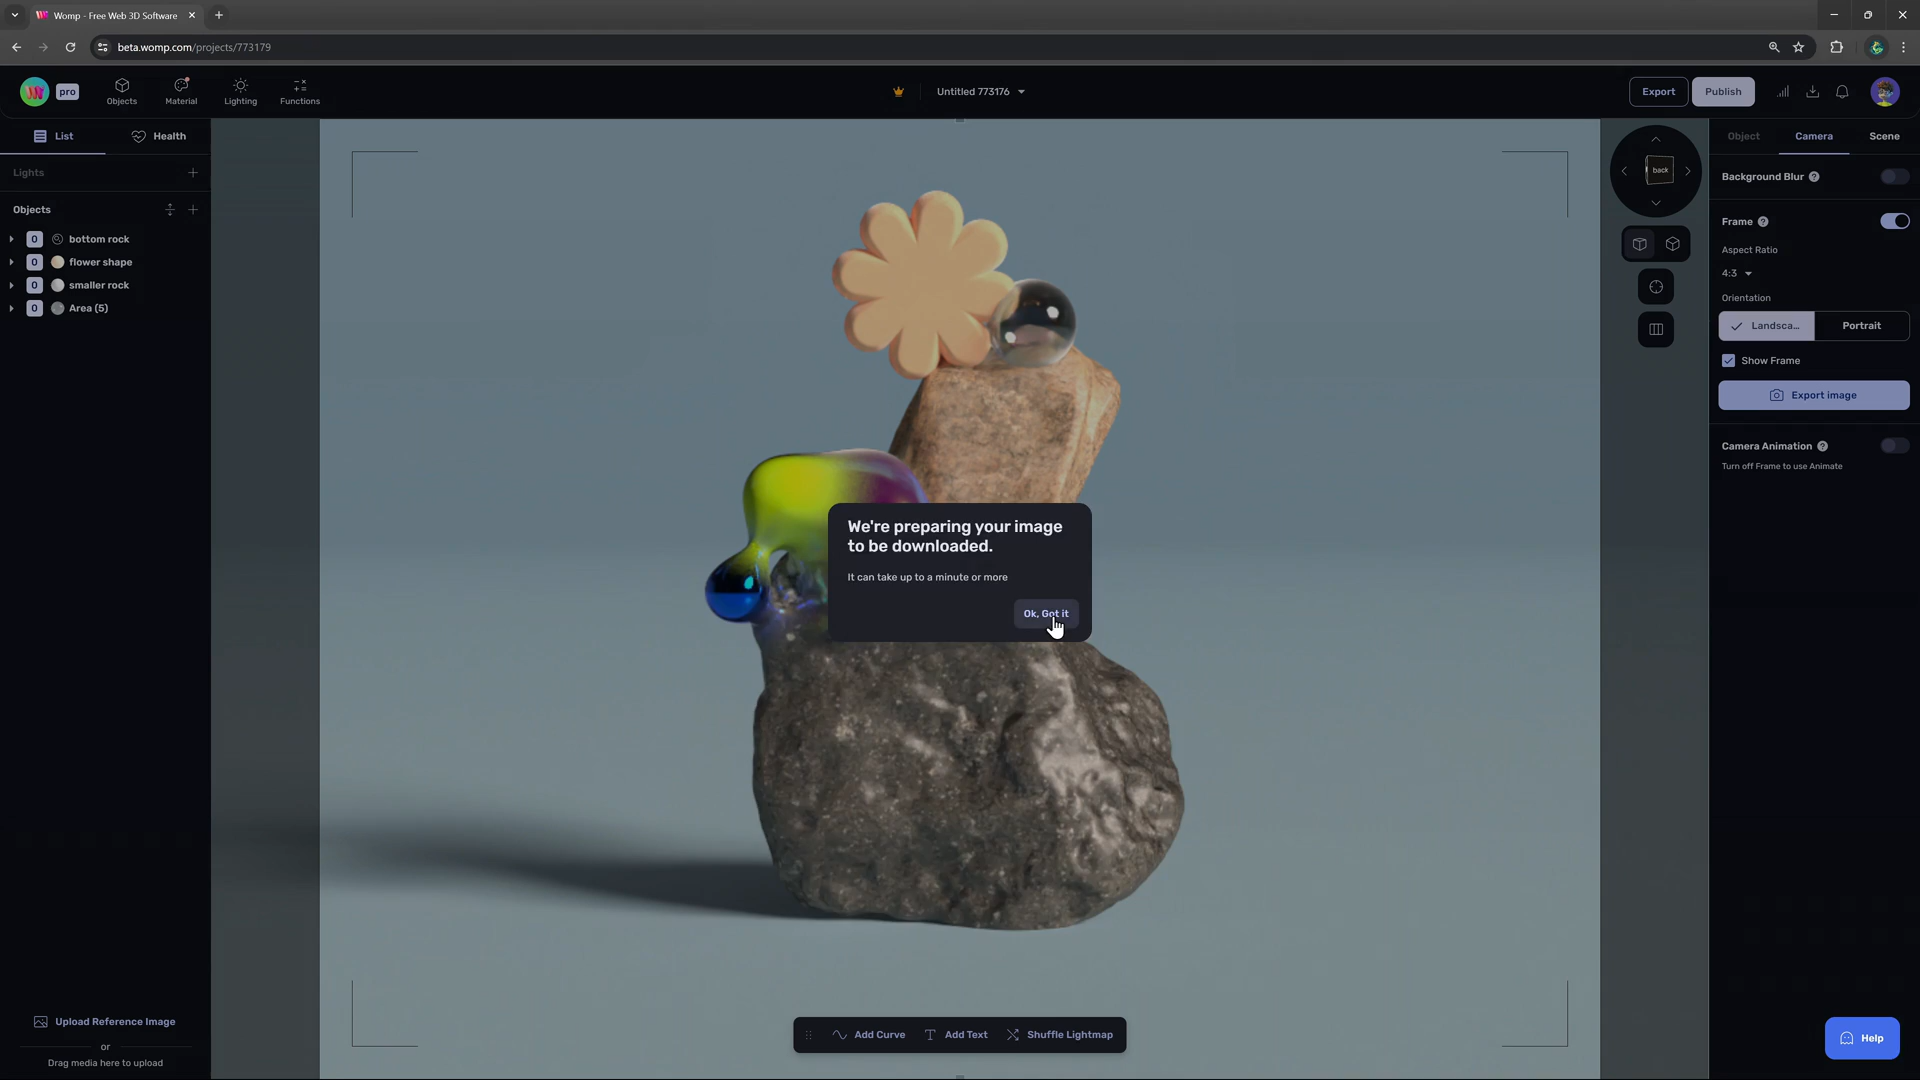 Womp - Free Web 3D Software
beta.womp.com/projects/773179
pro
Objects
Material
Lighting
Functions
Untitled 773176
Export
Publish
List
Health
Lights
Objects
0 bottom rock
0 flower shape
0 smaller rock
0 Area (5)
Upload Reference Image
or
Drag media here to upload
back
We're preparing your image
to be downloaded.
It can take up to a minute or more
Ok, Got it
Add Curve
Add Text
Shuffle Lightmap
Object
Camera
Scene
Background Blur
Frame
Aspect Ratio
4:3
Orientation
Landsca...
Portrait
Show Frame
Export image
Camera Animation
Turn off Frame to use Animate
Help